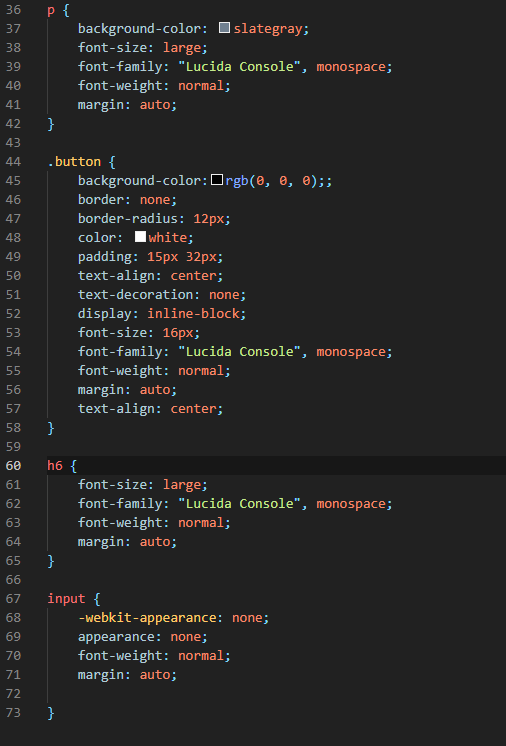 36 p {
37     background-color: slategray;
38     font-size: large;
39     font-family: "Lucida Console", monospace;
40     font-weight: normal;
41     margin: auto;
42 }
43
44 .button {
45     background-color:rgb(0, 0, 0);;
46     border: none;
47     border-radius: 12px;
48     color: white;
49     padding: 15px 32px;
50     text-align: center;
51     text-decoration: none;
52     display: inline-block;
53     font-size: 16px;
54     font-family: "Lucida Console", monospace;
55     font-weight: normal;
56     margin: auto;
57     text-align: center;
58 }
59
60 h6 {
61     font-size: large;
62     font-family: "Lucida Console", monospace;
63     font-weight: normal;
64     margin: auto;
65 }
66
67 input {
68     -webkit-appearance: none;
69     appearance: none;
70     font-weight: normal;
71     margin: auto;
72
73 }